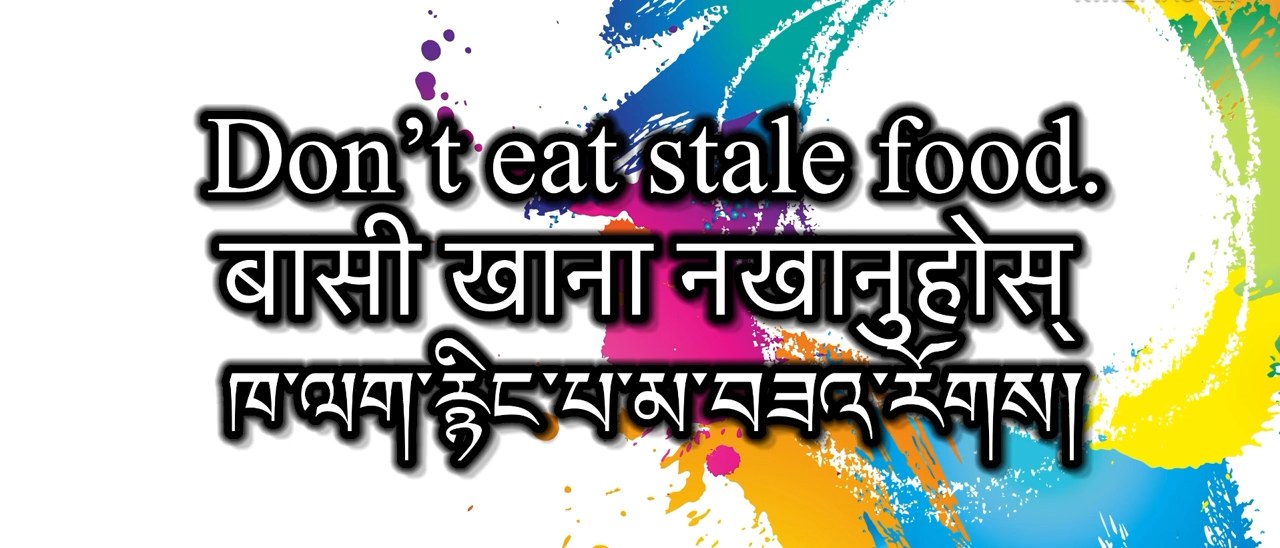 Don’t eat stale food.
बासी खाना नखानुहोस्
ཁ་ལག་རྙིང་པ་མ་བཟའ་རོགས།